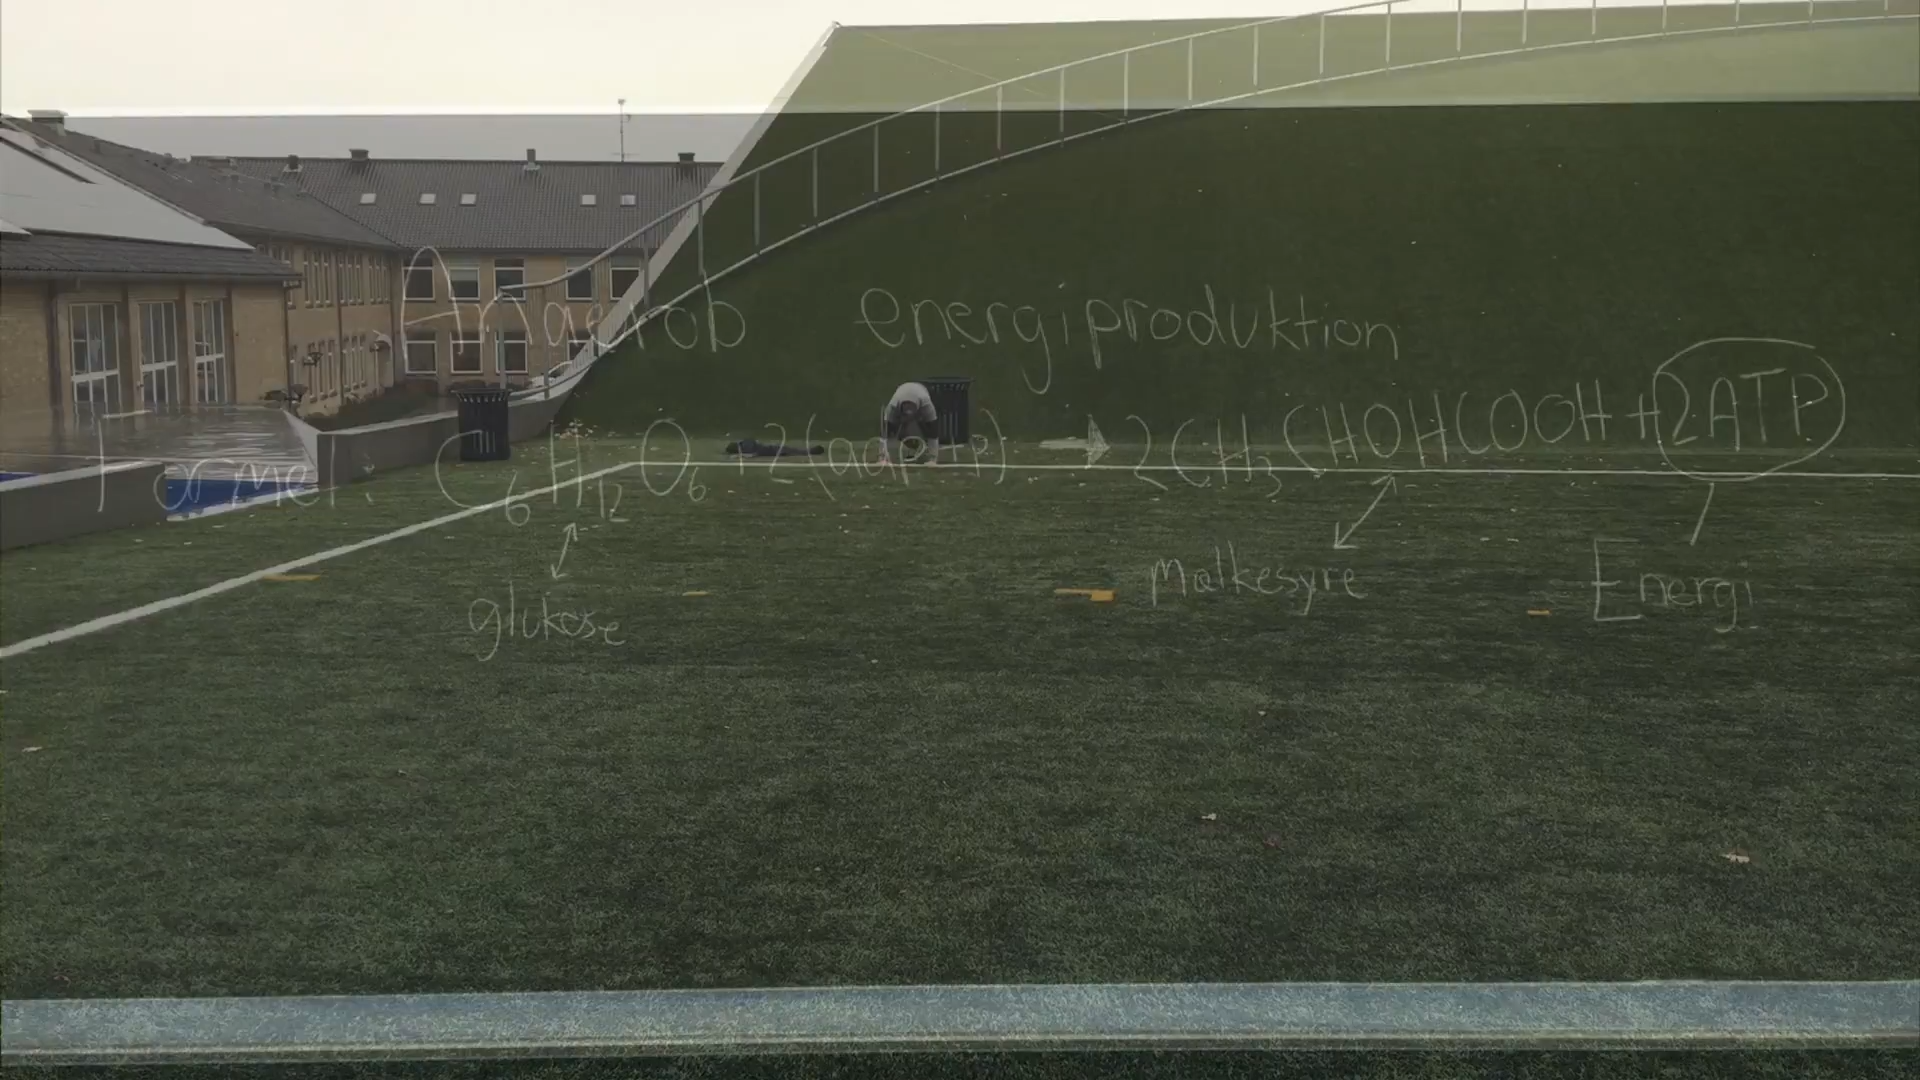 Anaerob energiproduktion
Formel: C₆H₁₂O₆ + 2(adp+p) → 2CH₃CHOHCOOH + 2ATP
glukose Mælkesyre Energi